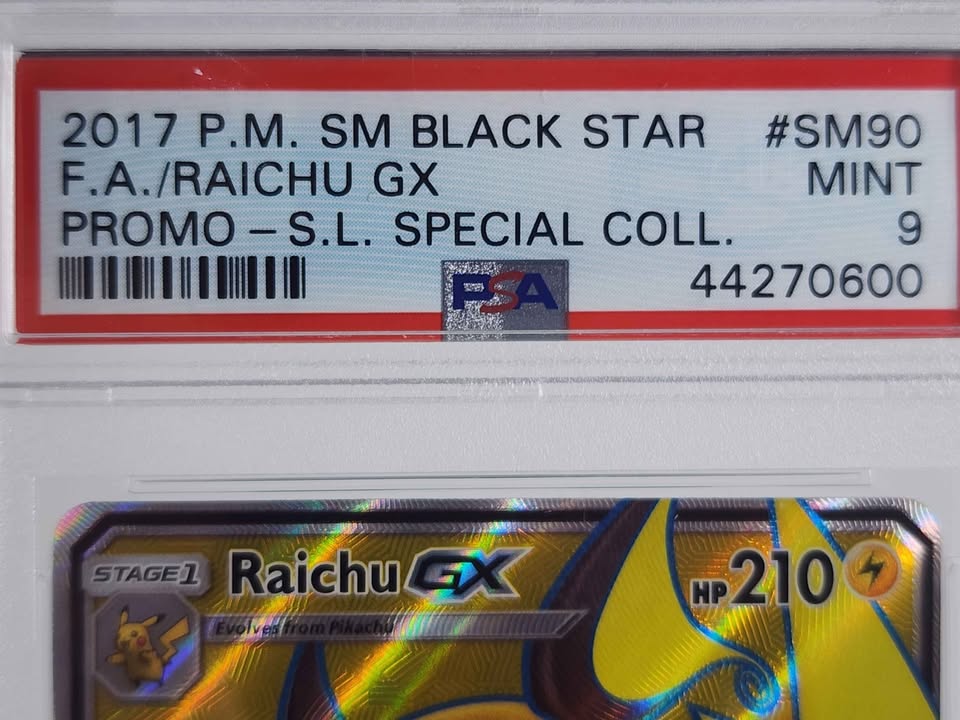 2017 P.M. SM BLACK STAR #SM90
F.A./RAICHU GX MINT
PROMO – S.L. SPECIAL COLL. 9
PSA 44270600
STAGE1 Raichu GX HP 210
Evolves from Pikachu